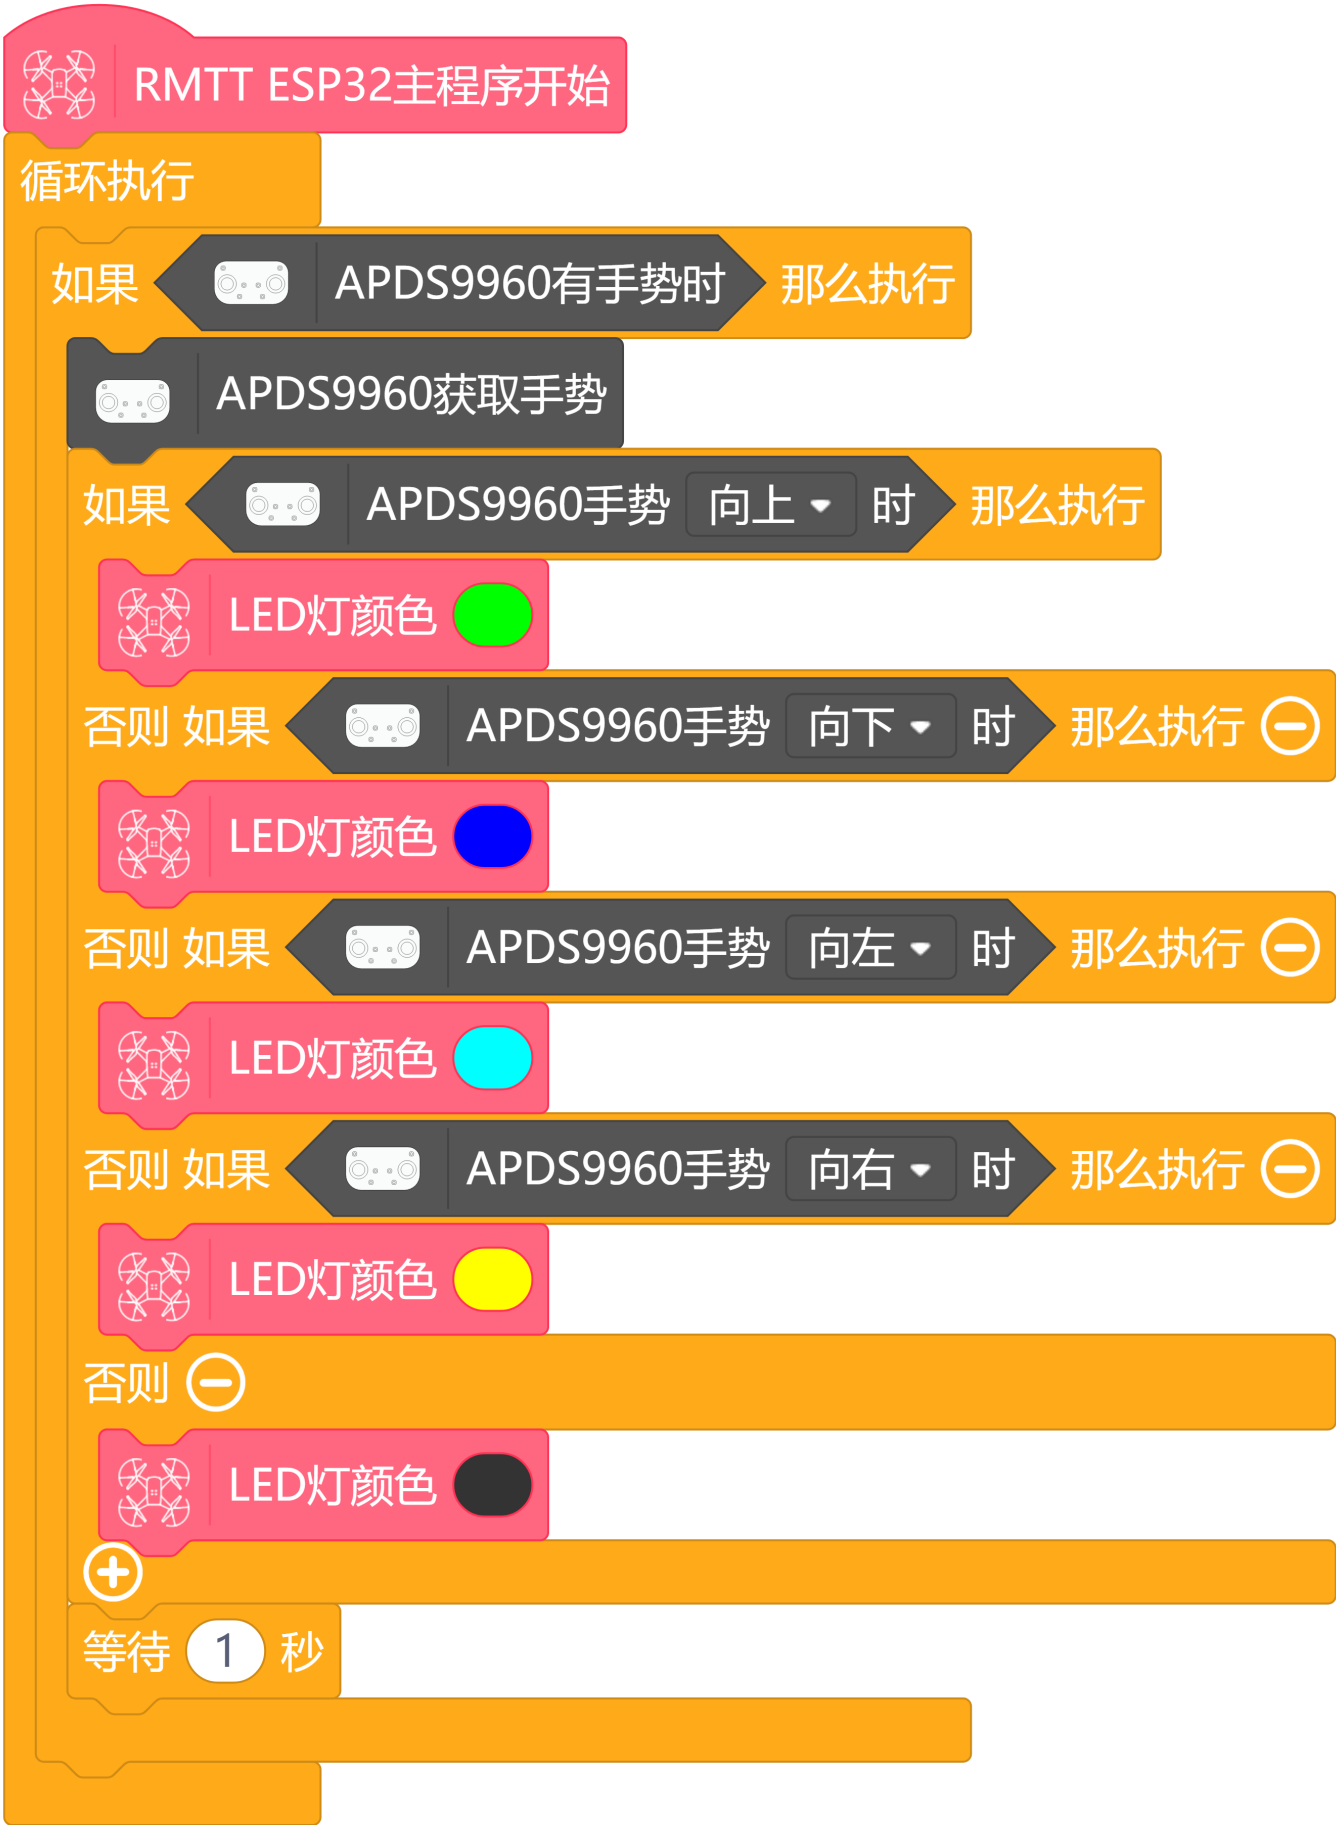 RMTT ESP32主程序开始
循环执行
如果 APDS9960有手势时 那么执行
APDS9960获取手势
如果 APDS9960手势 向上 时 那么执行
LED灯颜色
否则 如果 APDS9960手势 向下 时 那么执行
LED灯颜色
否则 如果 APDS9960手势 向左 时 那么执行
LED灯颜色
否则 如果 APDS9960手势 向右 时 那么执行
LED灯颜色
否则
LED灯颜色
等待 1 秒